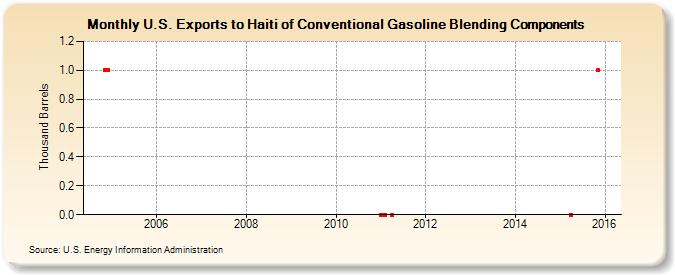 Monthly U.S. Exports to Haiti of Conventional Gasoline Blending Components
Thousand Barrels
1.2
1.0
0.8
0.6
0.4
0.2
0.0
2006 2008 2010 2012 2014 2016
Source: U.S. Energy Information Administration